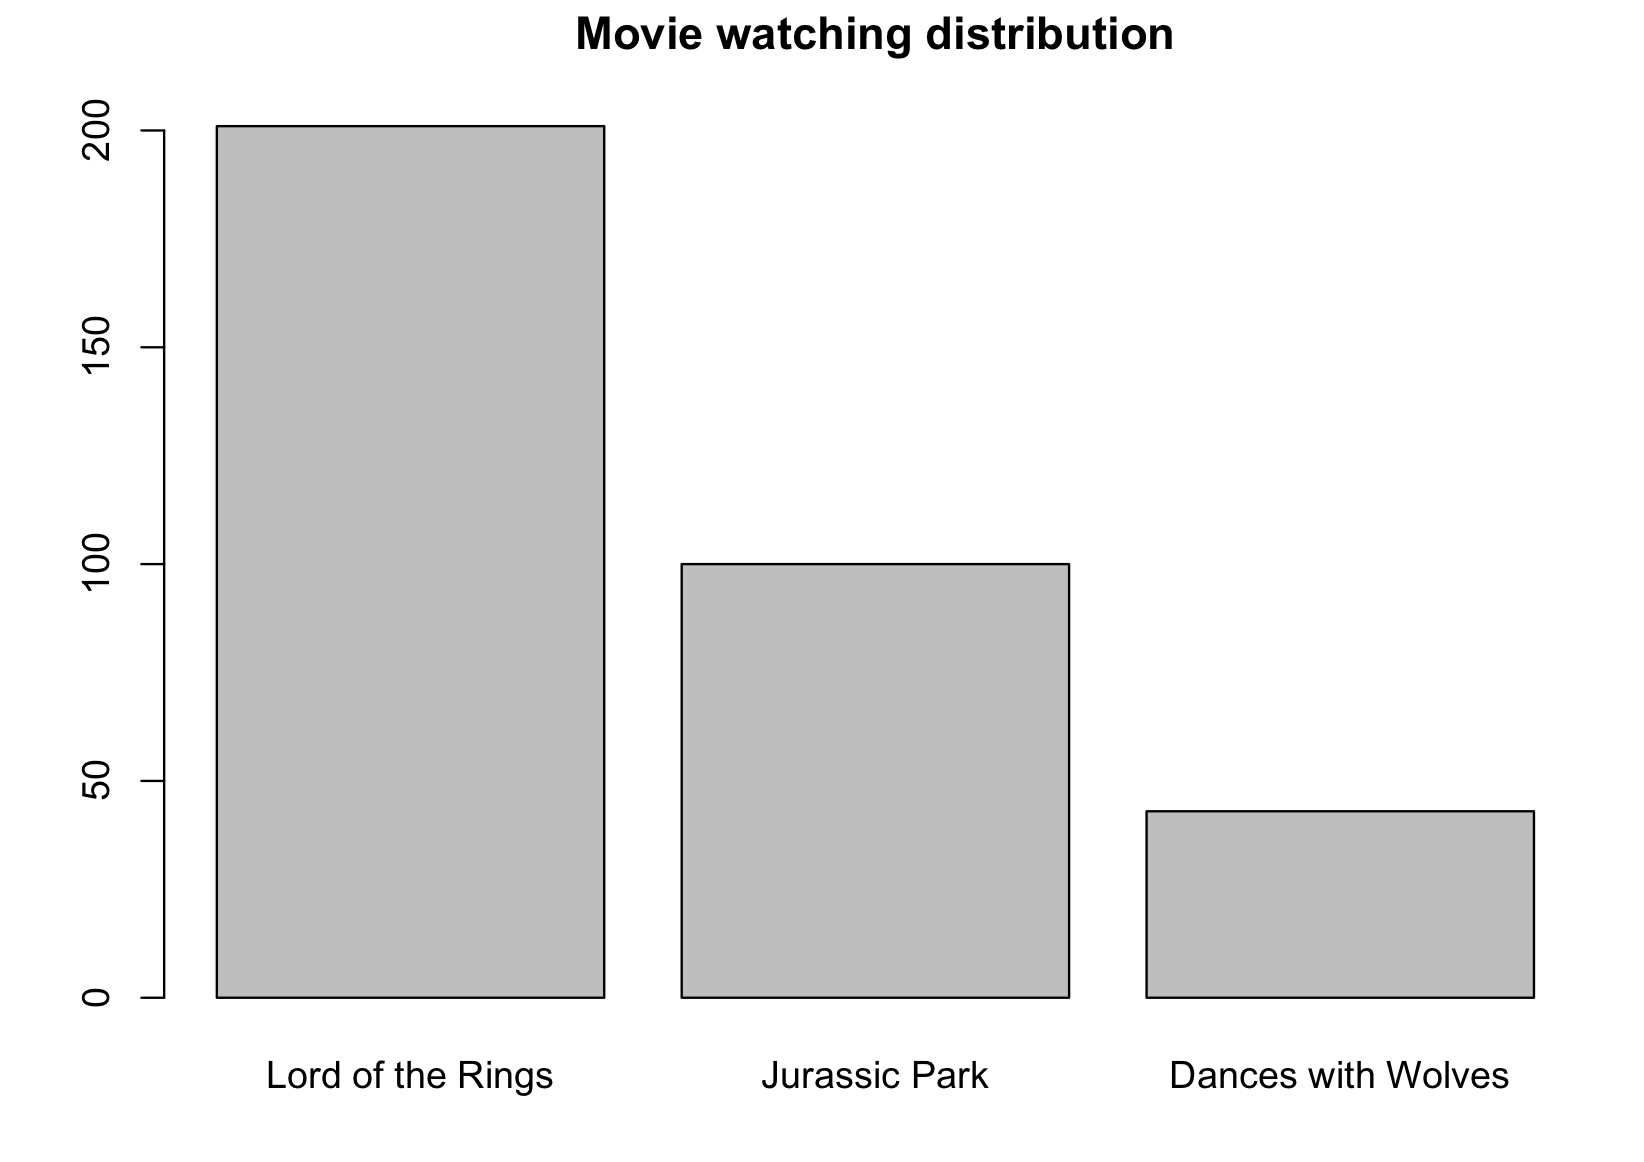 Movie watching distribution
200
150
100
50
0
Lord of the Rings
Jurassic Park
Dances with Wolves